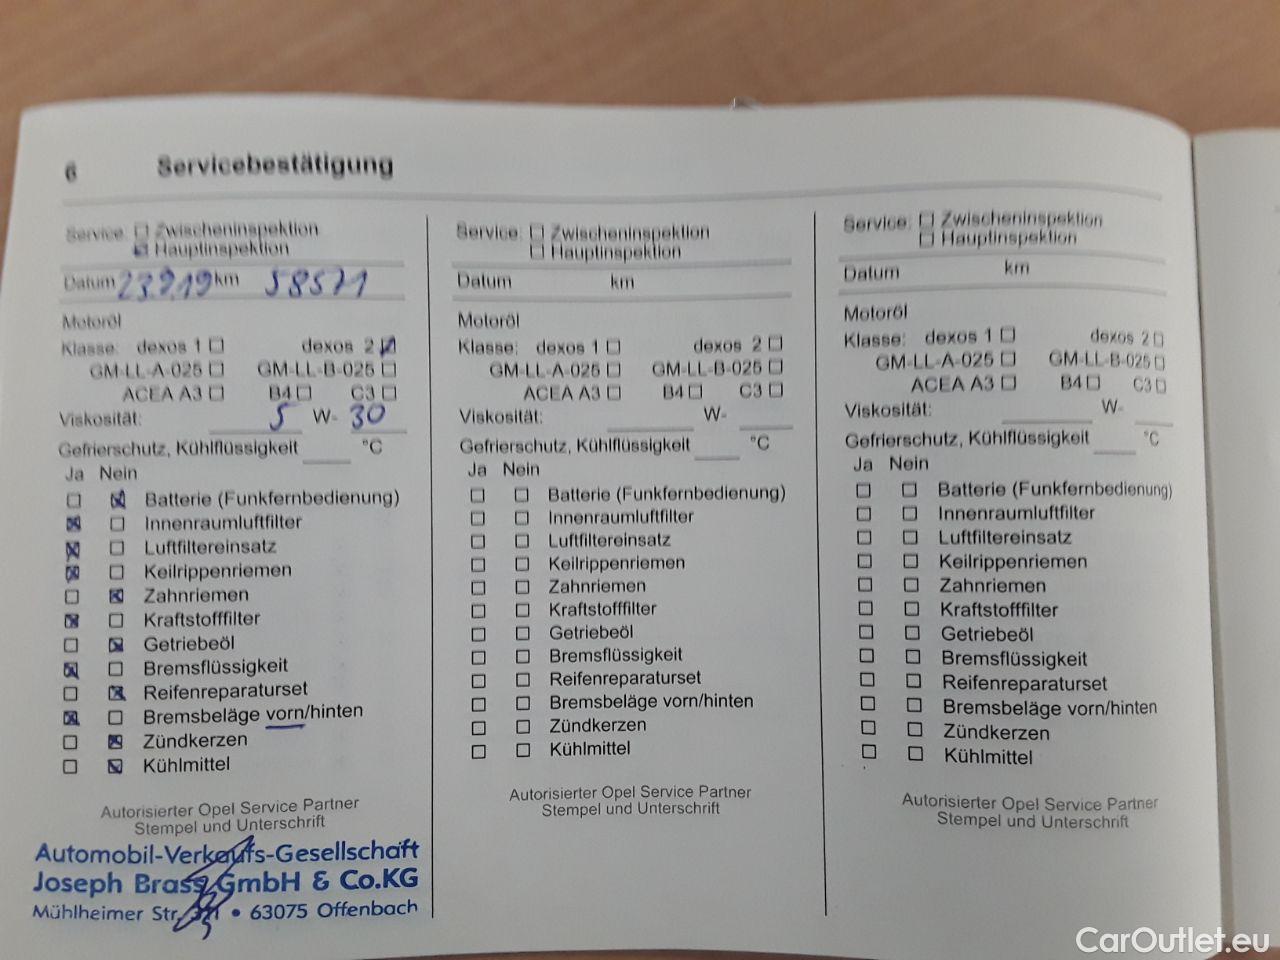 6 Servicebestätigung
Service: ☐ Zwischeninspektion
☒ Hauptinspektion
Datum 23.9.19 km 58571
Motoröl
Klasse: dexos 1 ☐ dexos 2 ☑
GM-LL-A-025 ☐ GM-LL-B-025 ☐
ACEA A3 ☐ B4 ☐ C3 ☐
Viskosität: 5 W- 30
Gefrierschutz, Kühlflüssigkeit ____ °C
Ja Nein
☐ ☒ Batterie (Funkfernbedienung)
☒ ☐ Innenraumluftfilter
☒ ☐ Luftfiltereinsatz
☒ ☐ Keilrippenriemen
☐ ☒ Zahnriemen
☒ ☐ Kraftstofffilter
☐ ☒ Getriebeöl
☒ ☐ Bremsflüssigkeit
☐ ☒ Reifenreparaturset
☒ ☐ Bremsbeläge vorn/hinten
☐ ☒ Zündkerzen
☐ ☒ Kühlmittel
Autorisierter Opel Service Partner
Stempel und Unterschrift
Automobil-Verkaufs-Gesellschaft
Joseph Brass GmbH & Co.KG
Mühlheimer Str. • 63075 Offenbach
Service: ☐ Zwischeninspektion
☐ Hauptinspektion
Datum km
Motoröl
Klasse: dexos 1 ☐ dexos 2 ☐
GM-LL-A-025 ☐ GM-LL-B-025 ☐
ACEA A3 ☐ B4 ☐ C3 ☐
Viskosität: ____ W- ____
Gefrierschutz, Kühlflüssigkeit ____ °C
Ja Nein
☐ ☐ Batterie (Funkfernbedienung)
☐ ☐ Innenraumluftfilter
☐ ☐ Luftfiltereinsatz
☐ ☐ Keilrippenriemen
☐ ☐ Zahnriemen
☐ ☐ Kraftstofffilter
☐ ☐ Getriebeöl
☐ ☐ Bremsflüssigkeit
☐ ☐ Reifenreparaturset
☐ ☐ Bremsbeläge vorn/hinten
☐ ☐ Zündkerzen
☐ ☐ Kühlmittel
Autorisierter Opel Service Partner
Stempel und Unterschrift
Service: ☐ Zwischeninspektion
☐ Hauptinspektion
Datum km
Motoröl
Klasse: dexos 1 ☐ dexos 2 ☐
GM-LL-A-025 ☐ GM-LL-B-025 ☐
ACEA A3 ☐ B4 ☐ C3 ☐
Viskosität: ____ W- ____
Gefrierschutz, Kühlflüssigkeit ____ °C
Ja Nein
☐ ☐ Batterie (Funkfernbedienung)
☐ ☐ Innenraumluftfilter
☐ ☐ Luftfiltereinsatz
☐ ☐ Keilrippenriemen
☐ ☐ Zahnriemen
☐ ☐ Kraftstofffilter
☐ ☐ Getriebeöl
☐ ☐ Bremsflüssigkeit
☐ ☐ Reifenreparaturset
☐ ☐ Bremsbeläge vorn/hinten
☐ ☐ Zündkerzen
☐ ☐ Kühlmittel
Autorisierter Opel Service Partner
Stempel und Unterschrift
CarOutlet.eu